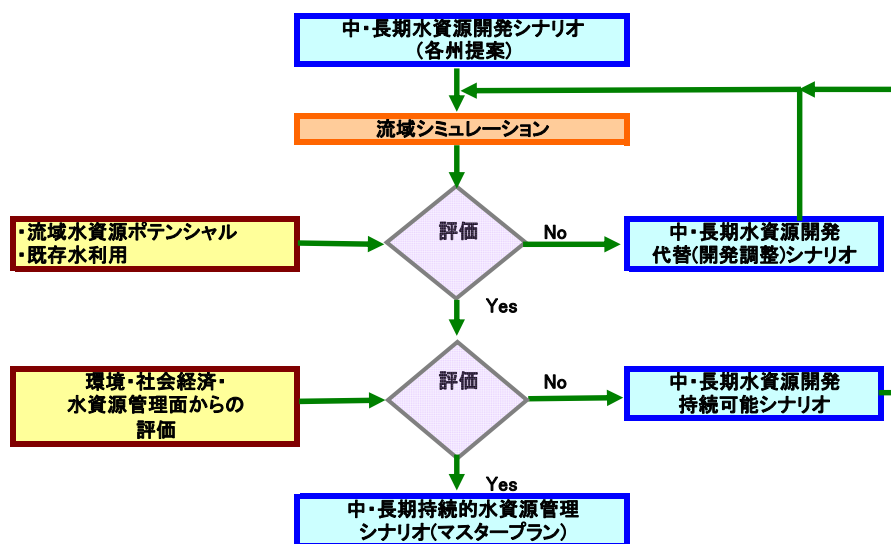 中・長期水資源開発シナリオ
(各州提案)
流域シミュレーション
・流域水資源ポテンシャル
・既存水利用
評価
No
中・長期水資源開発
代替(開発調整)シナリオ
Yes
環境・社会経済・
水資源管理面からの
評価
評価
No
中・長期水資源開発
持続可能シナリオ
Yes
中・長期持続的水資源管理
シナリオ(マスタープラン)